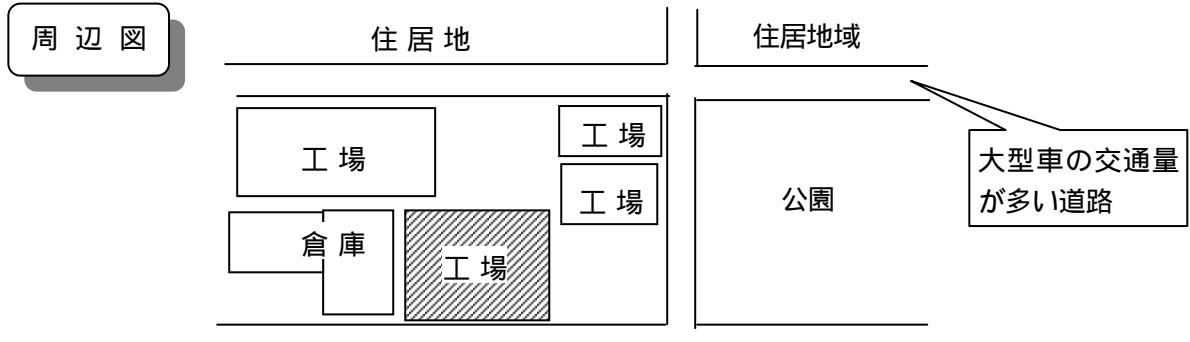 周 辺 図
住 居 地
住居地域
工 場
工 場
工 場
倉 庫
工 場
公園
大型車の交通量
が多い道路